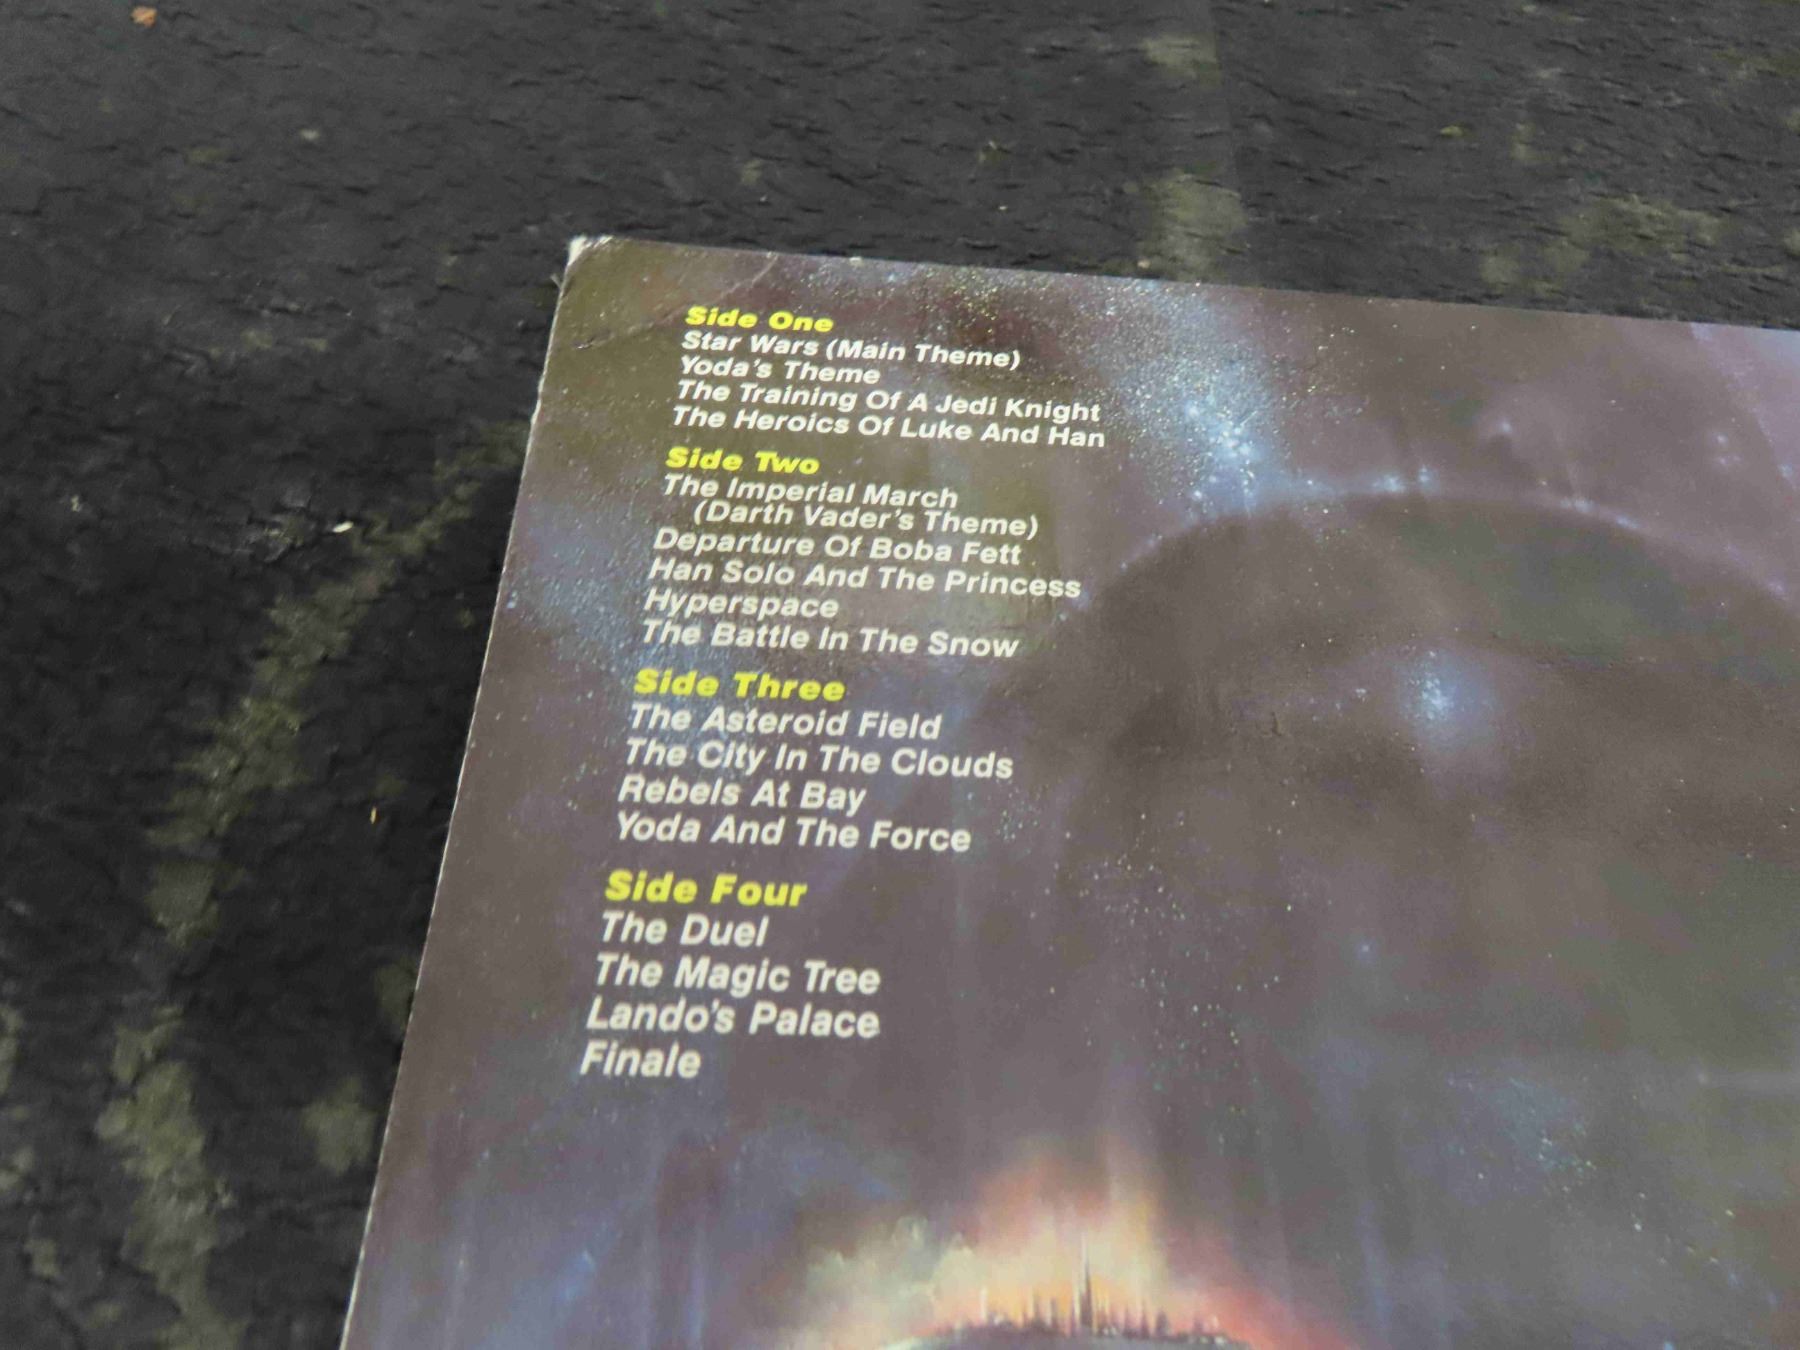 Side One
Star Wars (Main Theme)
Yoda's Theme
The Training Of A Jedi Knight
The Heroics Of Luke And Han
Side Two
The Imperial March
(Darth Vader's Theme)
Departure Of Boba Fett
Han Solo And The Princess
Hyperspace
The Battle In The Snow
Side Three
The Asteroid Field
The City In The Clouds
Rebels At Bay
Yoda And The Force
Side Four
The Duel
The Magic Tree
Lando's Palace
Finale